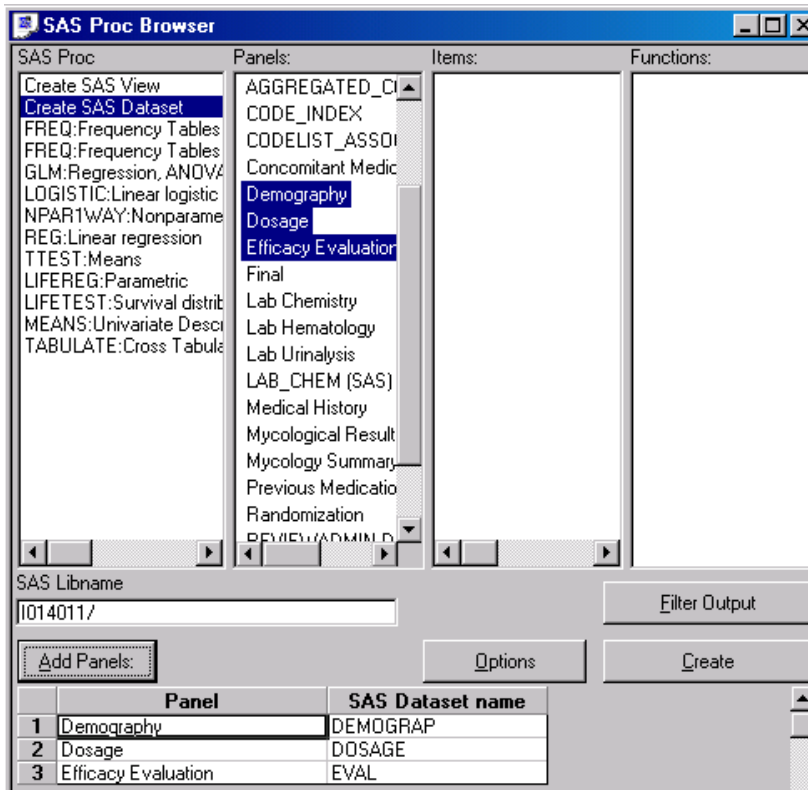 SAS Proc Browser
SAS Proc
Create SAS View
Create SAS Dataset
FREQ:Frequency Tables
FREQ:Frequency Tables
GLM:Regression, ANOVA
LOGISTIC:Linear logistic
NPAR1WAY:Nonparame
REG:Linear regression
TTEST:Means
LIFEREG:Parametric
LIFETEST:Survival distrib
MEANS:Univariate Descr
TABULATE:Cross Tabula
Panels:
AGGREGATED_C
CODE_INDEX
CODELIST_ASSO
Concomitant Medic
Demography
Dosage
Efficacy Evaluation
Final
Lab Chemistry
Lab Hematology
Lab Urinalysis
LAB_CHEM (SAS)
Medical History
Mycological Result
Mycology Summary
Previous Medicatio
Randomization
REVIEW/ADMIN D
Items:
Functions:
SAS Libname
I014011/
Filter Output
Add Panels:
Options
Create
Panel SAS Dataset name
1 Demography DEMOGRAP
2 Dosage DOSAGE
3 Efficacy Evaluation EVAL